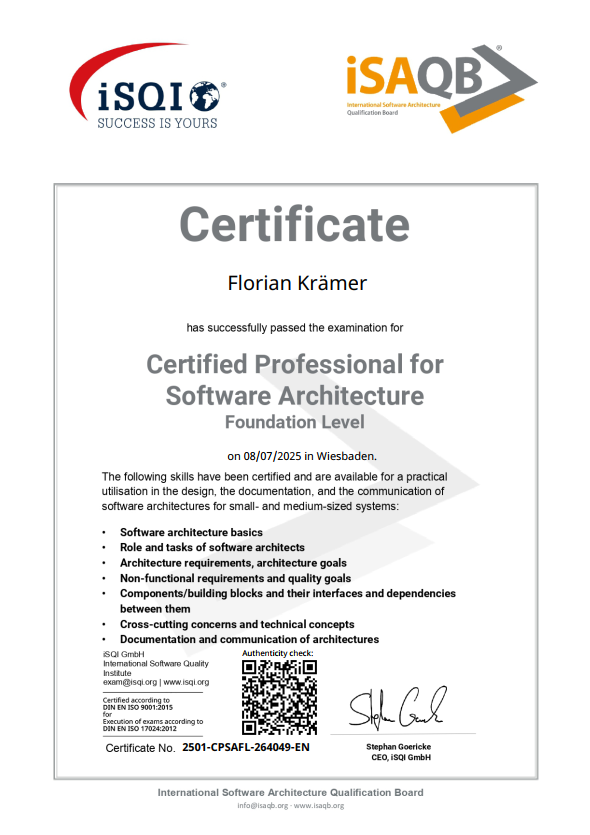 iSQI®
SUCCESS IS YOURS
iSAQB®
International Software Architecture
Qualification Board
Certificate
Florian Krämer
has successfully passed the examination for
Certified Professional for
Software Architecture
Foundation Level
on 08/07/2025 in Wiesbaden.
The following skills have been certified and are available for a practical
utilisation in the design, the documentation, and the communication of
software architectures for small- and medium-sized systems:
• Software architecture basics
• Role and tasks of software architects
• Architecture requirements, architecture goals
• Non-functional requirements and quality goals
• Components/building blocks and their interfaces and dependencies
between them
• Cross-cutting concerns and technical concepts
• Documentation and communication of architectures
iSQI GmbH
International Software Quality
Institute
exam@isqi.org | www.isqi.org
Certified according to
DIN EN ISO 9001:2015
for
Execution of exams according to
DIN EN ISO 17024:2012
Authenticity check:
Certificate No. 2501-CPSAFL-264049-EN
Stephan Goericke
CEO, iSQI GmbH
International Software Architecture Qualification Board
info@isaqb.org · www.isaqb.org